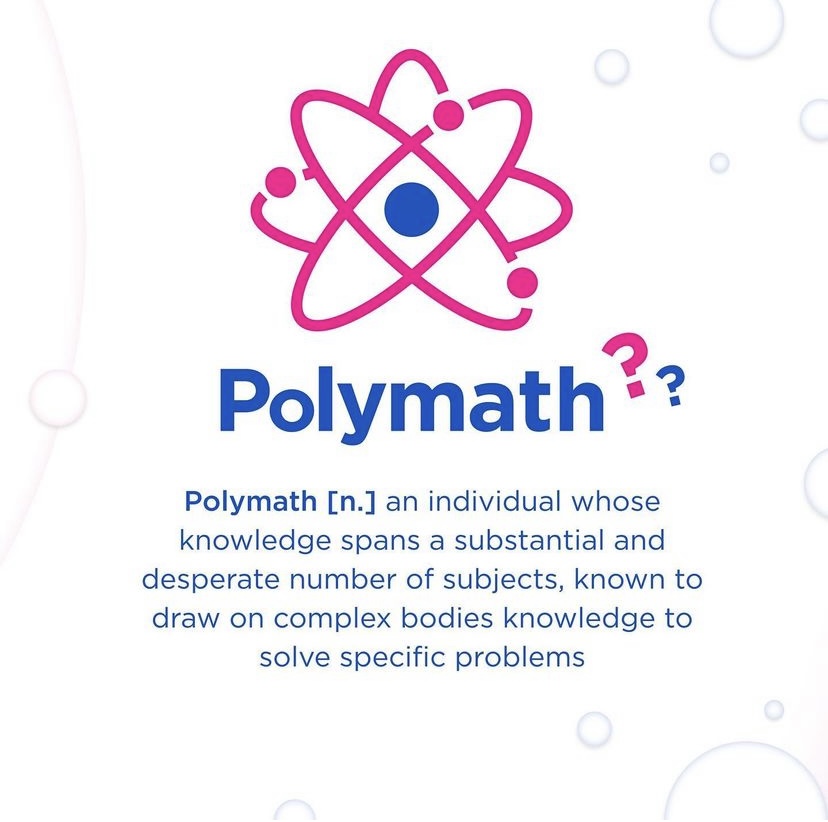 Polymath??
Polymath [n.] an individual whose
knowledge spans a substantial and
desperate number of subjects, known to
draw on complex bodies knowledge to
solve specific problems